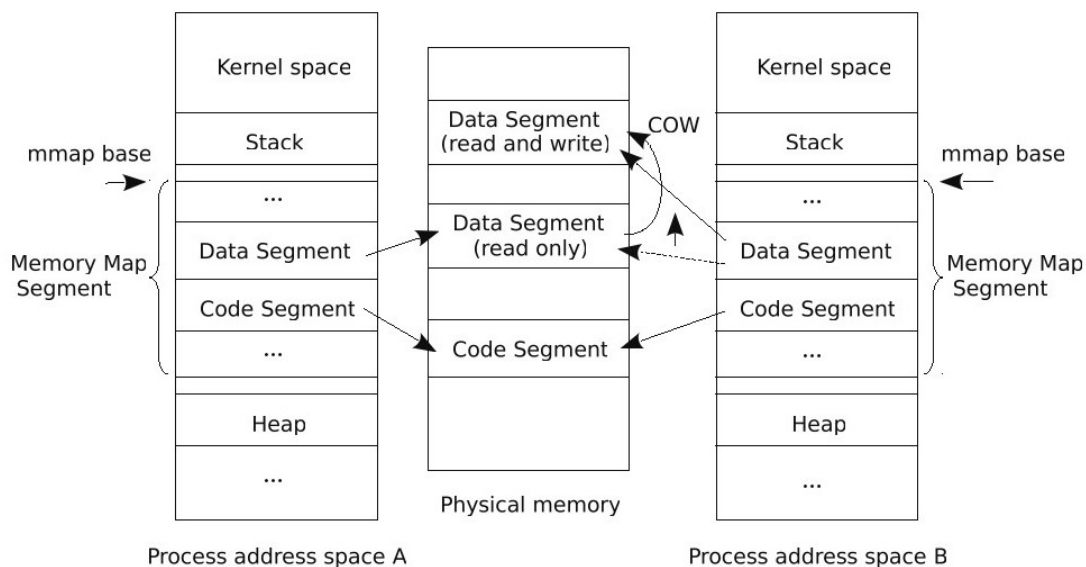 Kernel space
Stack
mmap base
...
Data Segment
Memory Map
Segment
Code Segment
...
Heap
...
Process address space A
Data Segment
(read and write)
COW
Data Segment
(read only)
Code Segment
Physical memory
Kernel space
Stack
mmap base
...
Data Segment
Memory Map
Segment
Code Segment
...
Heap
...
Process address space B